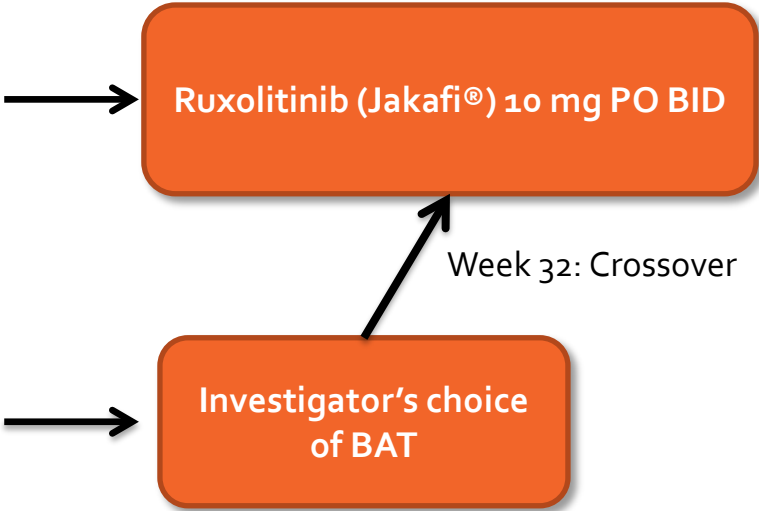 Ruxolitinib (Jakafi®) 10 mg PO BID
Week 32: Crossover
Investigator’s choice
of BAT